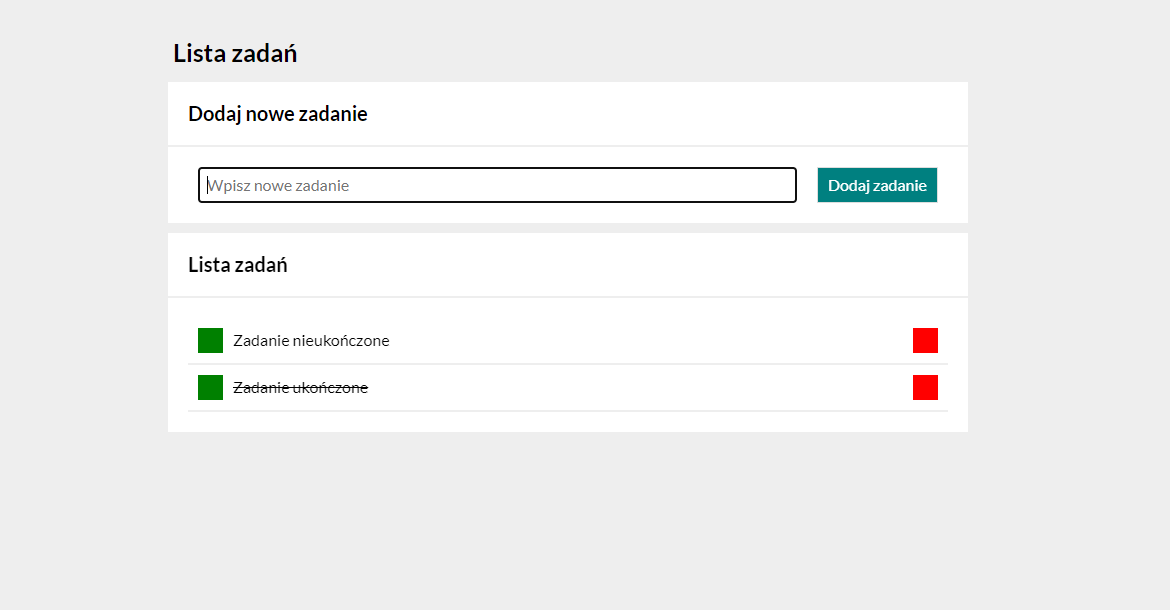 Lista zadań
Dodaj nowe zadanie
Wpisz nowe zadanie
Dodaj zadanie
Lista zadań
Zadanie nieukończone
Zadanie ukończone